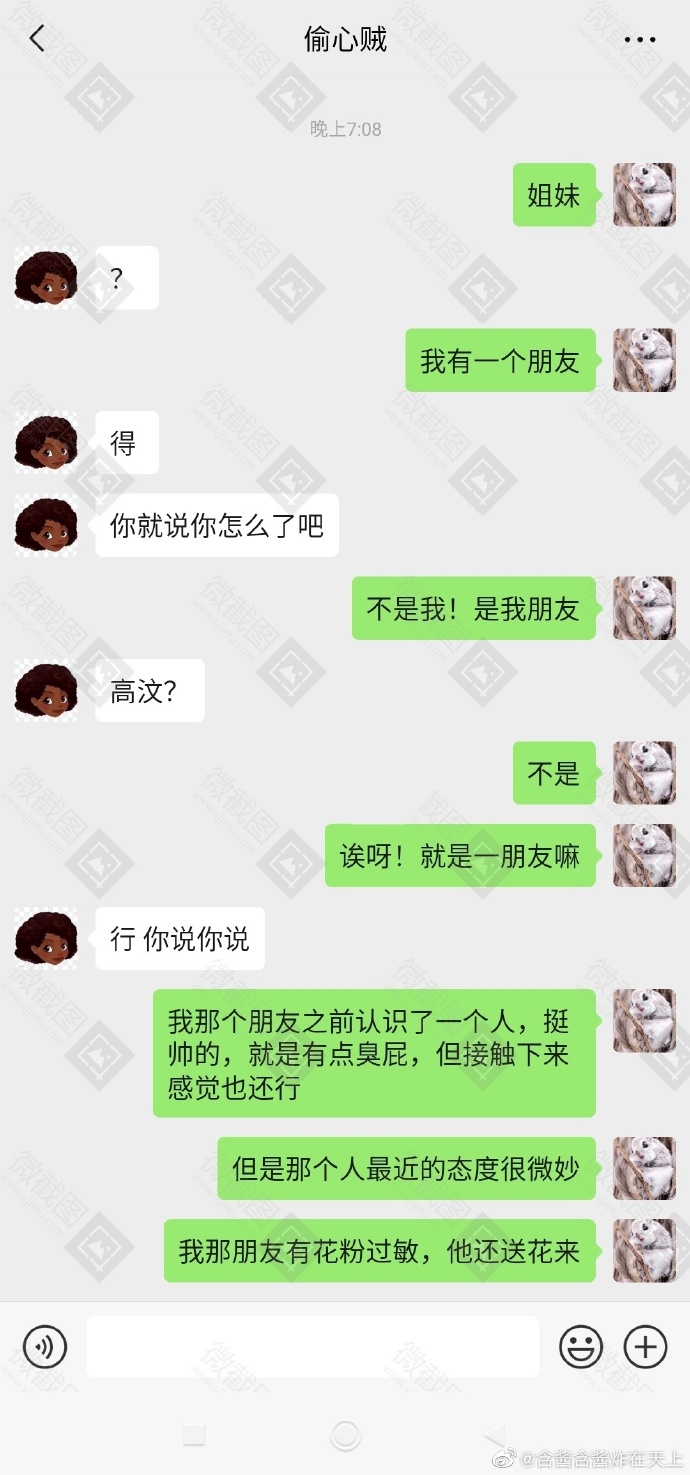 偷心贼
晚上7:08
姐妹
？
我有一个朋友
得
你就说你怎么了吧
不是我！是我朋友
高汶？
不是
诶呀！就是一朋友嘛
行 你说你说
我那个朋友之前认识了一个人，挺
帅的，就是有点臭屁，但接触下来
感觉也还行
但是那个人最近的态度很微妙
我那朋友有花粉过敏，他还送花来
微截图
@含酱含酱炸在天上